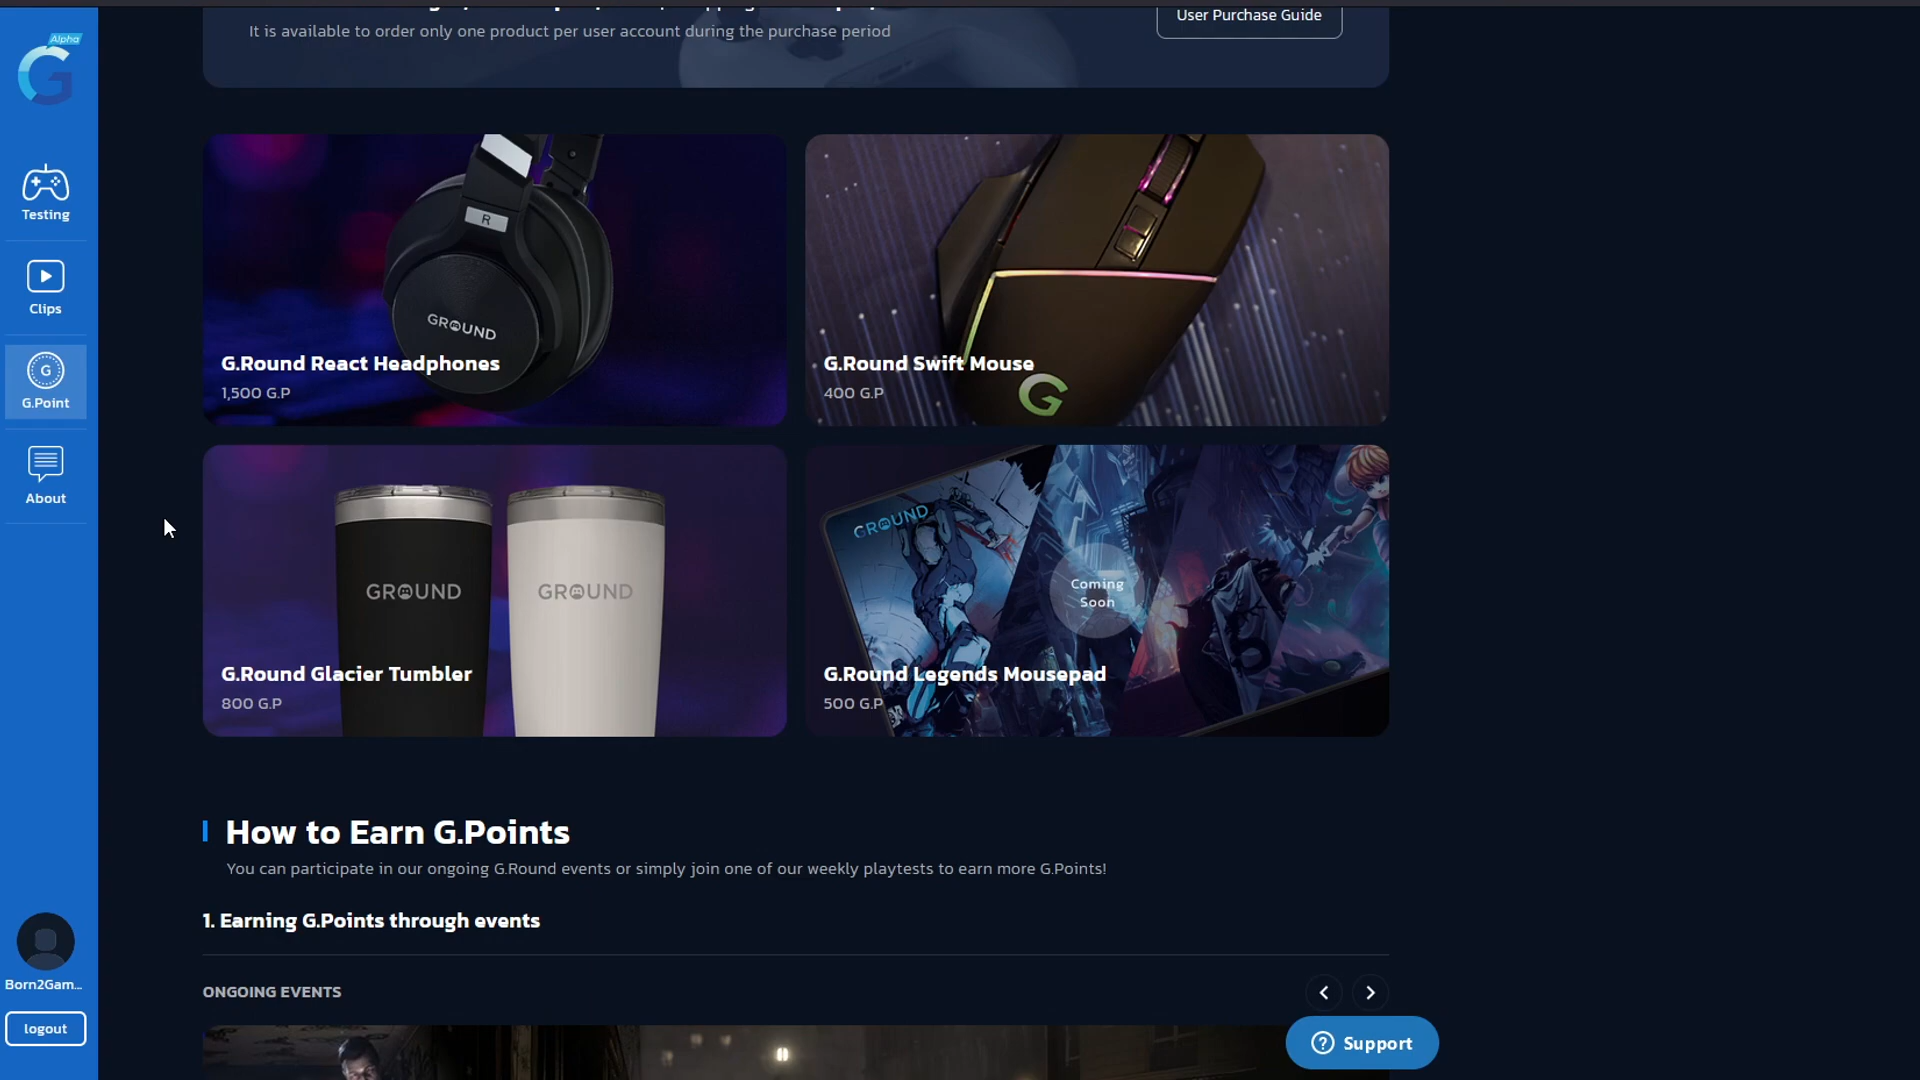 It is available to order only one product per user account during the purchase period
User Purchase Guide
Alpha
G
Testing
Clips
G
G.Point
About
Born2Gam...
logout
R
GROUND
G.Round React Headphones
1,500 G.P
G
G.Round Swift Mouse
400 G.P
GROUND
GROUND
G.Round Glacier Tumbler
800 G.P
GROUND
Coming
Soon
G.Round Legends Mousepad
500 G.P
How to Earn G.Points
You can participate in our ongoing G.Round events or simply join one of our weekly playtests to earn more G.Points!
1. Earning G.Points through events
ONGOING EVENTS
Support